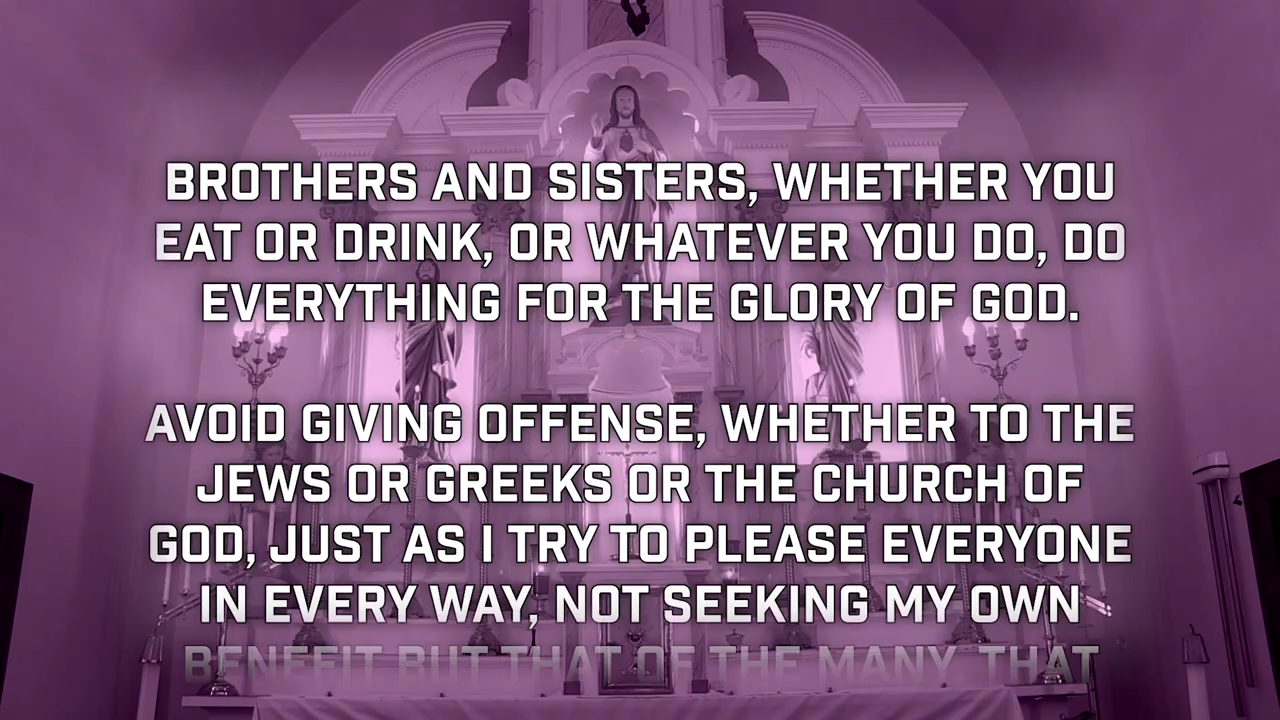 BROTHERS AND SISTERS, WHETHER YOU
EAT OR DRINK, OR WHATEVER YOU DO, DO
EVERYTHING FOR THE GLORY OF GOD.
AVOID GIVING OFFENSE, WHETHER TO THE
JEWS OR GREEKS OR THE CHURCH OF
GOD, JUST AS I TRY TO PLEASE EVERYONE
IN EVERY WAY, NOT SEEKING MY OWN
BENEFIT BUT THAT OF THE MANY, THAT